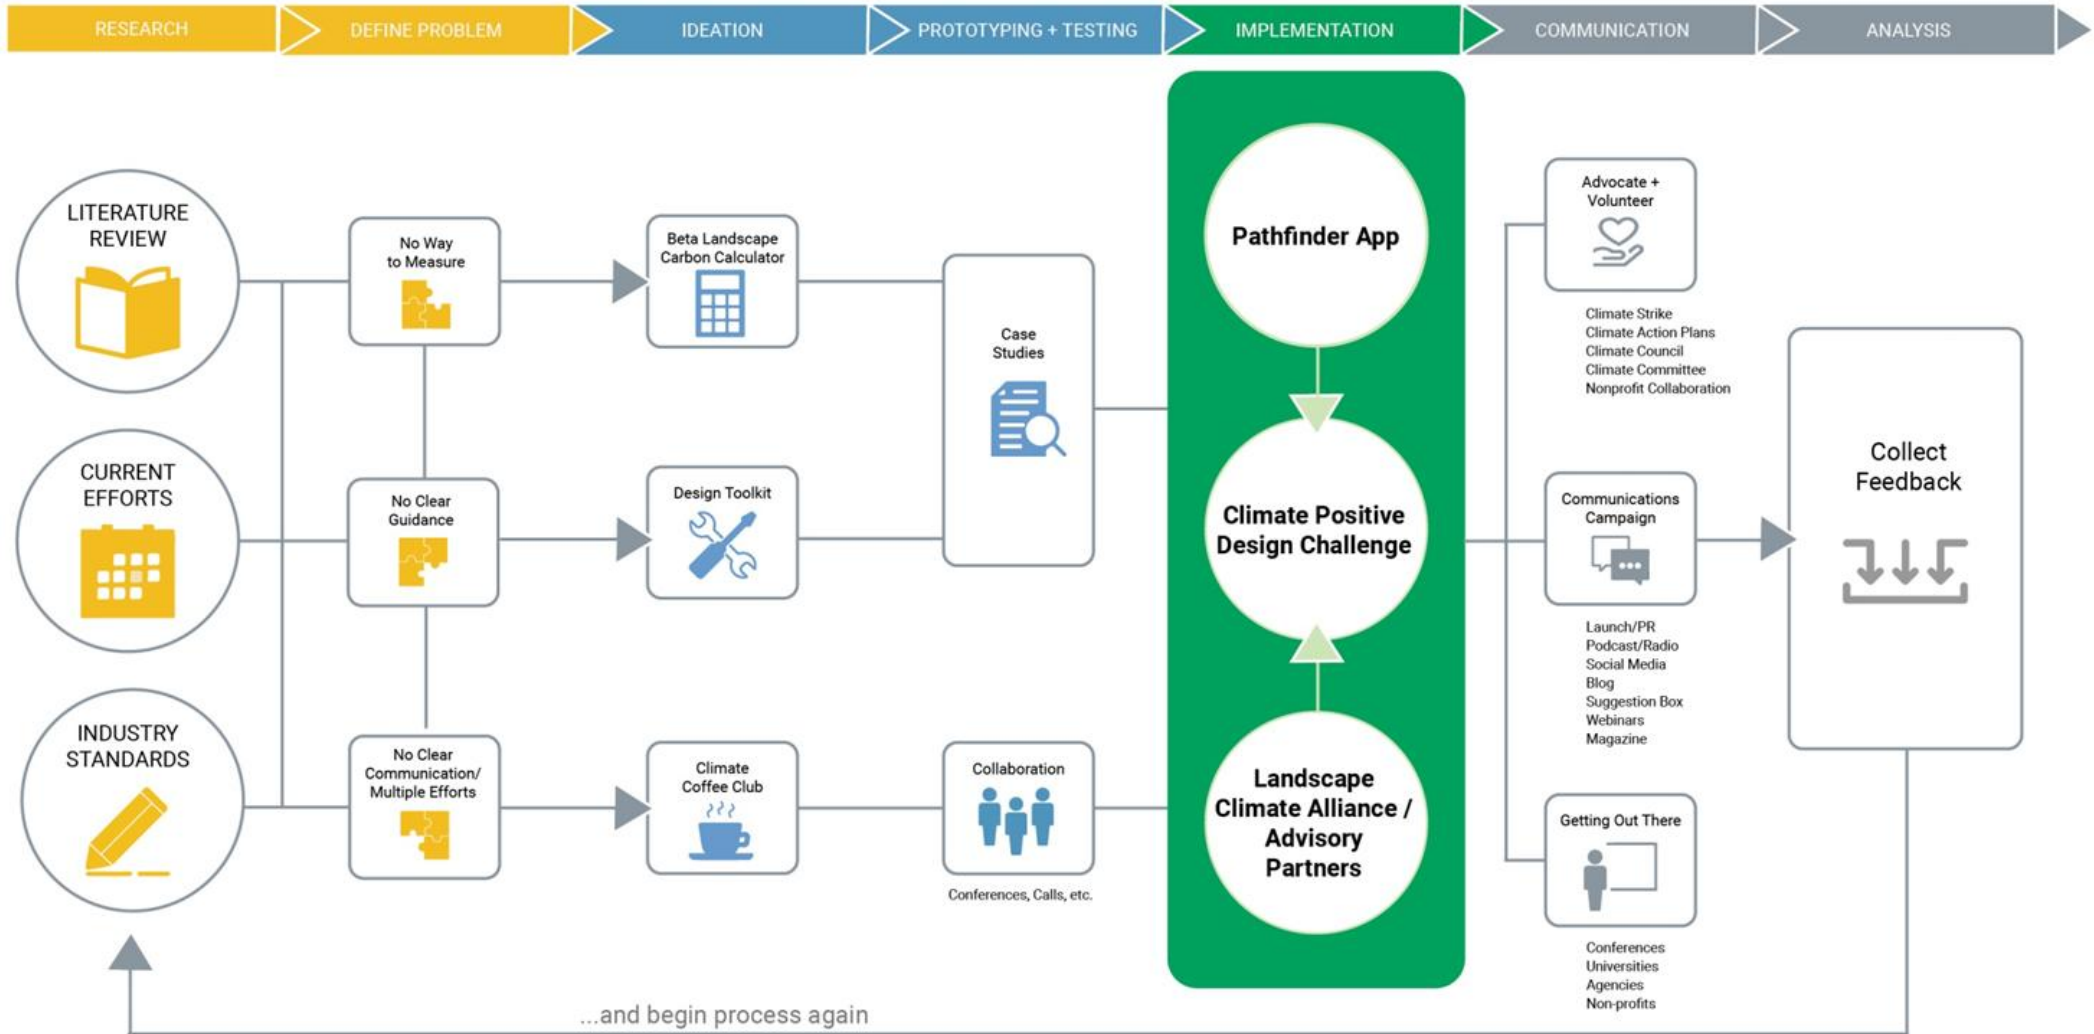 RESEARCH
DEFINE PROBLEM
IDEATION
PROTOTYPING + TESTING
IMPLEMENTATION
COMMUNICATION
ANALYSIS
LITERATURE
REVIEW
CURRENT
EFFORTS
INDUSTRY
STANDARDS
No Way
to Measure
No Clear
Guidance
No Clear
Communication/
Multiple Efforts
Beta Landscape
Carbon Calculator
Design Toolkit
Climate
Coffee Club
Case
Studies
Collaboration
Conferences, Calls, etc.
Pathfinder App
Climate Positive
Design Challenge
Landscape
Climate Alliance /
Advisory
Partners
Advocate +
Volunteer
Climate Strike
Climate Action Plans
Climate Council
Climate Committee
Nonprofit Collaboration
Communications
Campaign
Launch/PR
Podcast/Radio
Social Media
Blog
Suggestion Box
Webinars
Magazine
Getting Out There
Conferences
Universities
Agencies
Non-profits
Collect
Feedback
...and begin process again